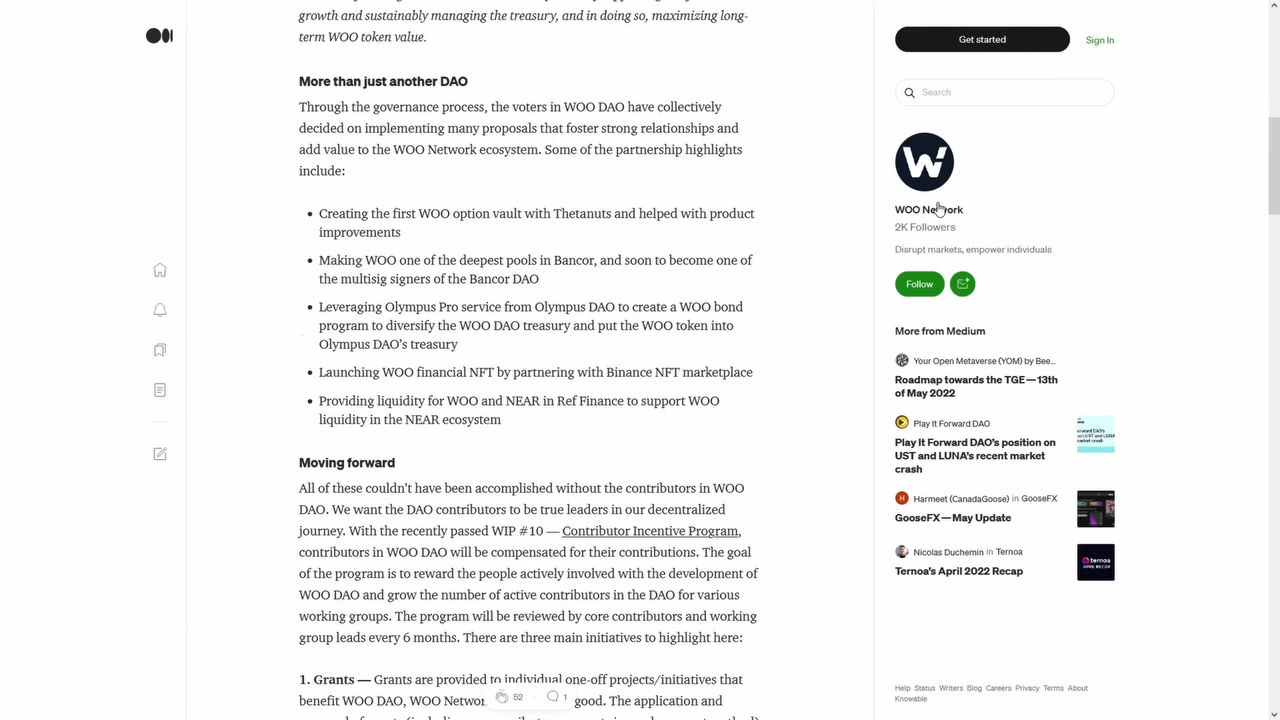 growth and sustainably managing the treasury, and in doing so, maximizing long-
term WOO token value.
More than just another DAO
Through the governance process, the voters in WOO DAO have collectively
decided on implementing many proposals that foster strong relationships and
add value to the WOO Network ecosystem. Some of the partnership highlights
include:
• Creating the first WOO option vault with Thetanuts and helped with product
improvements
• Making WOO one of the deepest pools in Bancor, and soon to become one of
the multisig signers of the Bancor DAO
• Leveraging Olympus Pro service from Olympus DAO to create a WOO bond
program to diversify the WOO DAO treasury and put the WOO token into
Olympus DAO's treasury
• Launching WOO financial NFT by partnering with Binance NFT marketplace
• Providing liquidity for WOO and NEAR in Ref Finance to support WOO
liquidity in the NEAR ecosystem
Moving forward
All of these couldn't have been accomplished without the contributors in WOO
DAO. We want the DAO contributors to be true leaders in our decentralized
journey. With the recently passed WIP #10 — Contributor Incentive Program,
contributors in WOO DAO will be compensated for their contributions. The goal
of the program is to reward the people actively involved with the development of
WOO DAO and grow the number of active contributors in the DAO for various
working groups. The program will be reviewed by core contributors and working
group leads every 6 months. There are three main initiatives to highlight here:
1. Grants — Grants are provided to individual one-off projects/initiatives that
benefit WOO DAO, WOO Networ good. The application and
52
1
Get started
Sign In
Search
W
WOO Network
2K Followers
Disrupt markets, empower individuals
Follow
More from Medium
Your Open Metaverse (YOM) by Bee...
Roadmap towards the TGE — 13th
of May 2022
Play It Forward DAO
Play It Forward DAO's position on
UST and LUNA's recent market
crash
H
Harmeet (CanadaGoose) in GooseFX
GooseFX — May Update
Nicolas Duchemin in Ternoa
Ternoa's April 2022 Recap
ternoa
APRIL RECAP
Help Status Writers Blog Careers Privacy Terms About
Knowable